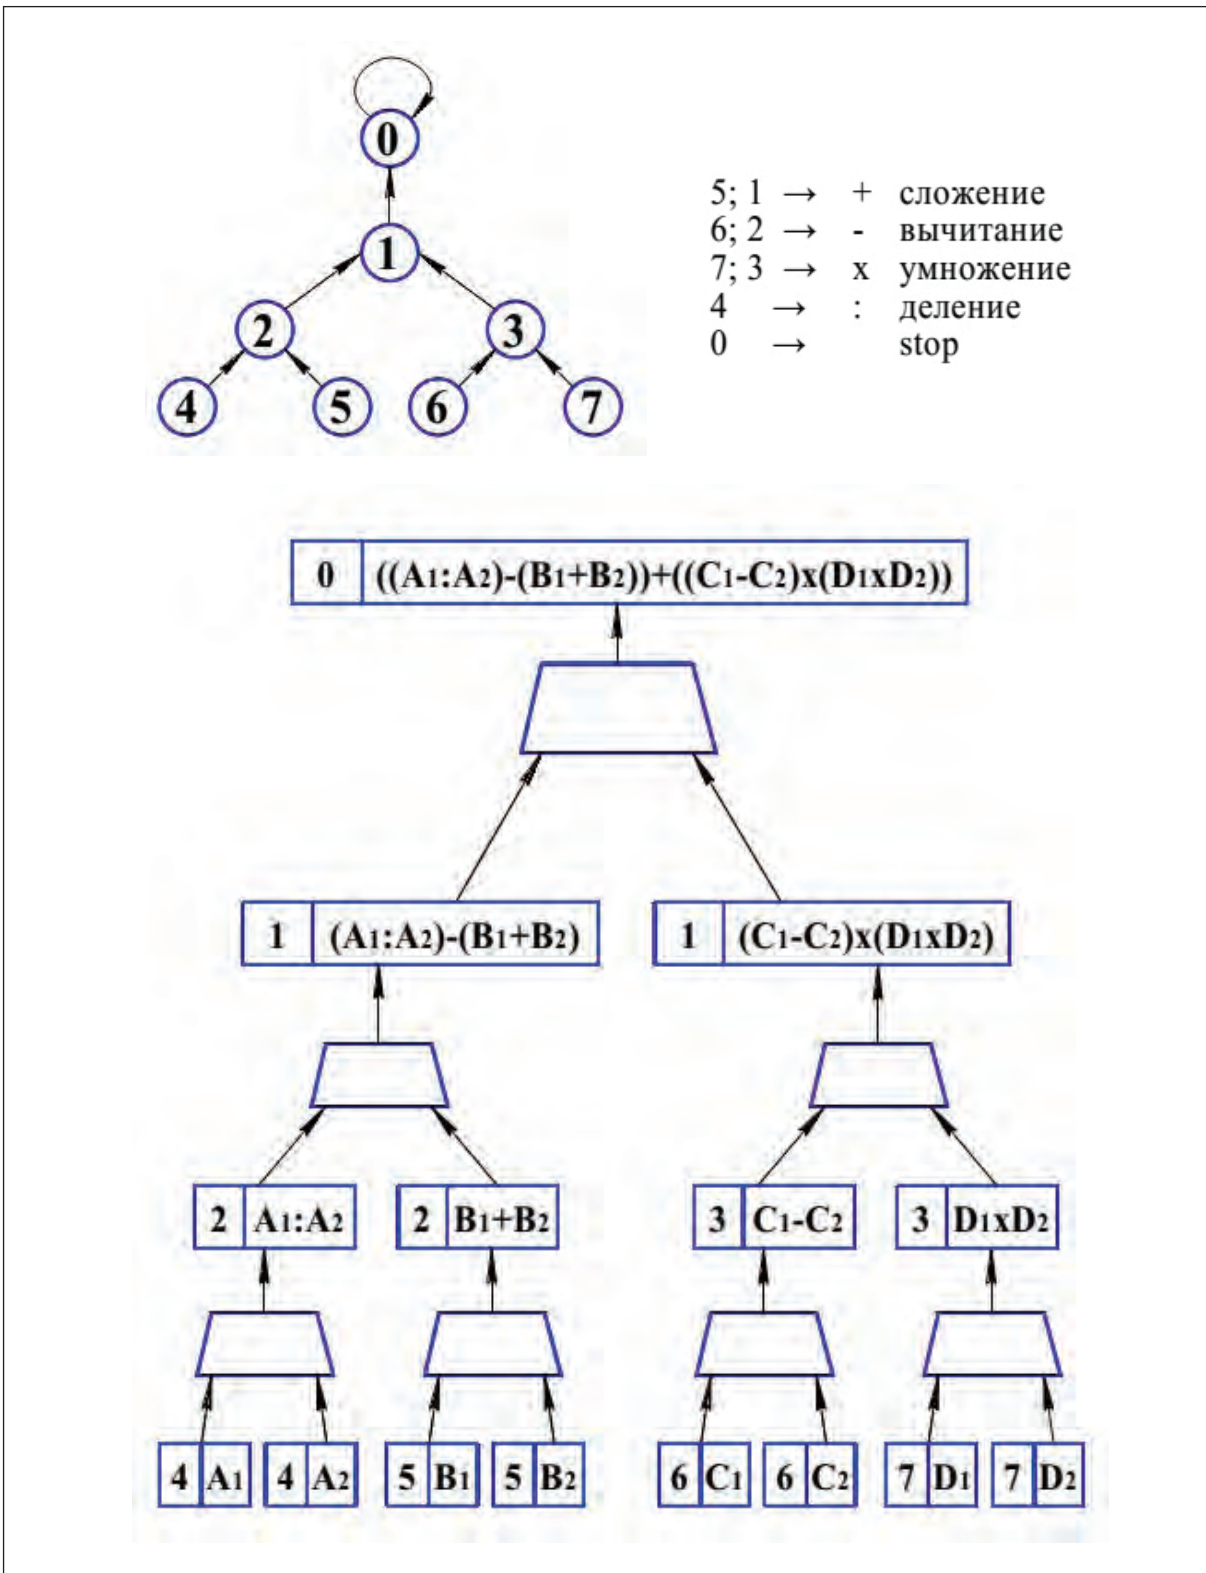 0
1
2 3
4 5 6 7
5; 1 → + сложение
6; 2 → - вычитание
7; 3 → x умножение
4 → : деление
0 → stop
0 ((A1:A2)-(B1+B2))+((C1-C2)x(D1xD2))
1 (A1:A2)-(B1+B2) 1 (C1-C2)x(D1xD2)
2 A1:A2 2 B1+B2 3 C1-C2 3 D1xD2
4 A1 4 A2 5 B1 5 B2 6 C1 6 C2 7 D1 7 D2